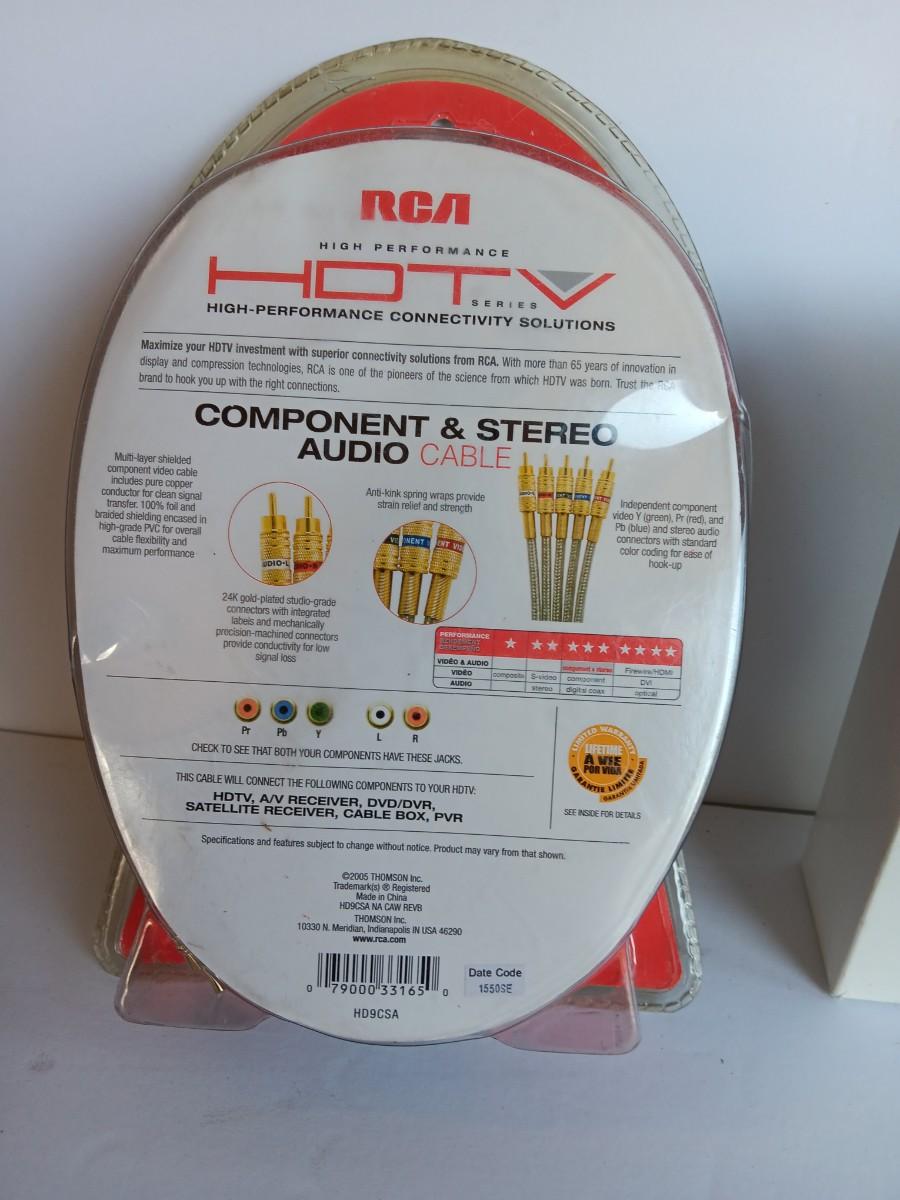 RCA
HIGH PERFORMANCE
HDTV
SERIES
HIGH-PERFORMANCE CONNECTIVITY SOLUTIONS
Maximize your HDTV investment with superior connectivity solutions from RCA. With more than 65 years of innovation in
display and compression technologies, RCA is one of the pioneers of the science from which HDTV was born. Trust the RCA
brand to hook you up with the right connections.
COMPONENT & STEREO
AUDIO CABLE
Multi-layer shielded
component video cable
includes pure copper
conductor for clean signal
transfer. 100% foil and
braided shielding encased in
high-grade PVC for overall
cable flexibility and
maximum performance
24K gold-plated studio-grade
connectors with integrated
labels and mechanically
precision-machined connectors
provide conductivity for low
signal loss
Anti-kink spring wraps provide
strain relief and strength
Independent component
video Y (green), Pr (red), and
Pb (blue) and stereo audio
connectors with standard
color coding for ease of
hook-up
PERFORMANCE ★ ★★ ★★★ ★★★★
RENDEMENT
DESEMPEÑO
VIDÉO & AUDIO component & stereo Firewire/HDMI
VIDÉO composite S-video component DVI
AUDIO stereo digital coax optical
Pr Pb Y L R
CHECK TO SEE THAT BOTH YOUR COMPONENTS HAVE THESE JACKS.
THIS CABLE WILL CONNECT THE FOLLOWING COMPONENTS TO YOUR HDTV:
HDTV, A/V RECEIVER, DVD/DVR,
SATELLITE RECEIVER, CABLE BOX, PVR
LIMITED WARRANTY
LIFETIME
A VIE
POR VIDA
GARANTIE LIMITEE
GARANTIA LIMITADA
SEE INSIDE FOR DETAILS
Specifications and features subject to change without notice. Product may vary from that shown.
©2005 THOMSON Inc.
Trademark(s) ® Registered
Made in China
HD9CSA NA CAW REVB
THOMSON Inc.
10330 N. Meridian, Indianapolis IN USA 46290
www.rca.com
0 79000 33165 0
Date Code
1550SE
HD9CSA